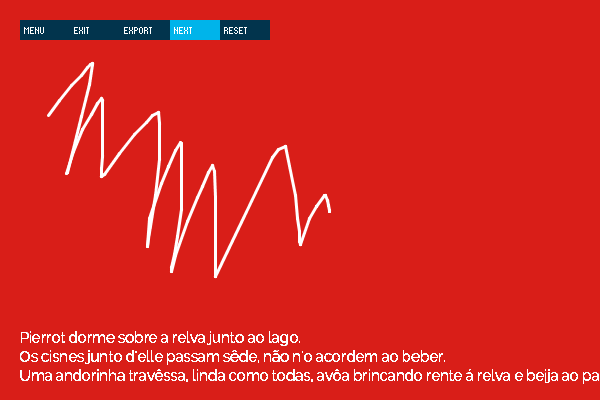 MENU EXIT EXPORT NEXT RESET
Pierrot dorme sobre a relva junto ao lago.
Os cisnes junto d'elle passam sêde, não n'o acordem ao beber.
Uma andorinha travêssa, linda como todas, avôa brincando rente á relva e beija ao pa